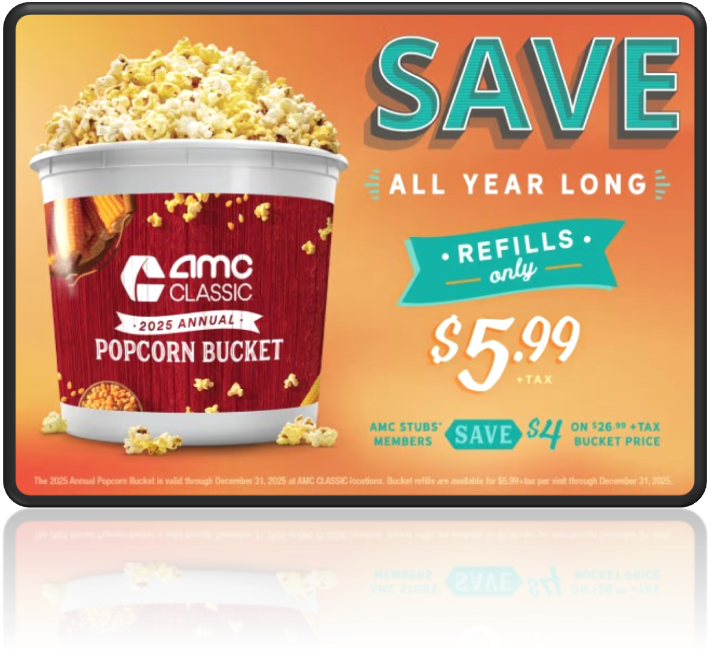 SAVE
ALL YEAR LONG
• REFILLS •
only
$5.99
+TAX
AMC STUBS® MEMBERS SAVE $4 ON $26.99 +TAX BUCKET PRICE
amc
CLASSIC
• 2025 ANNUAL •
POPCORN BUCKET
The 2025 Annual Popcorn Bucket is valid through December 31, 2025 at AMC CLASSIC locations. Bucket refills are available for $5.99+tax per visit through December 31, 2025.